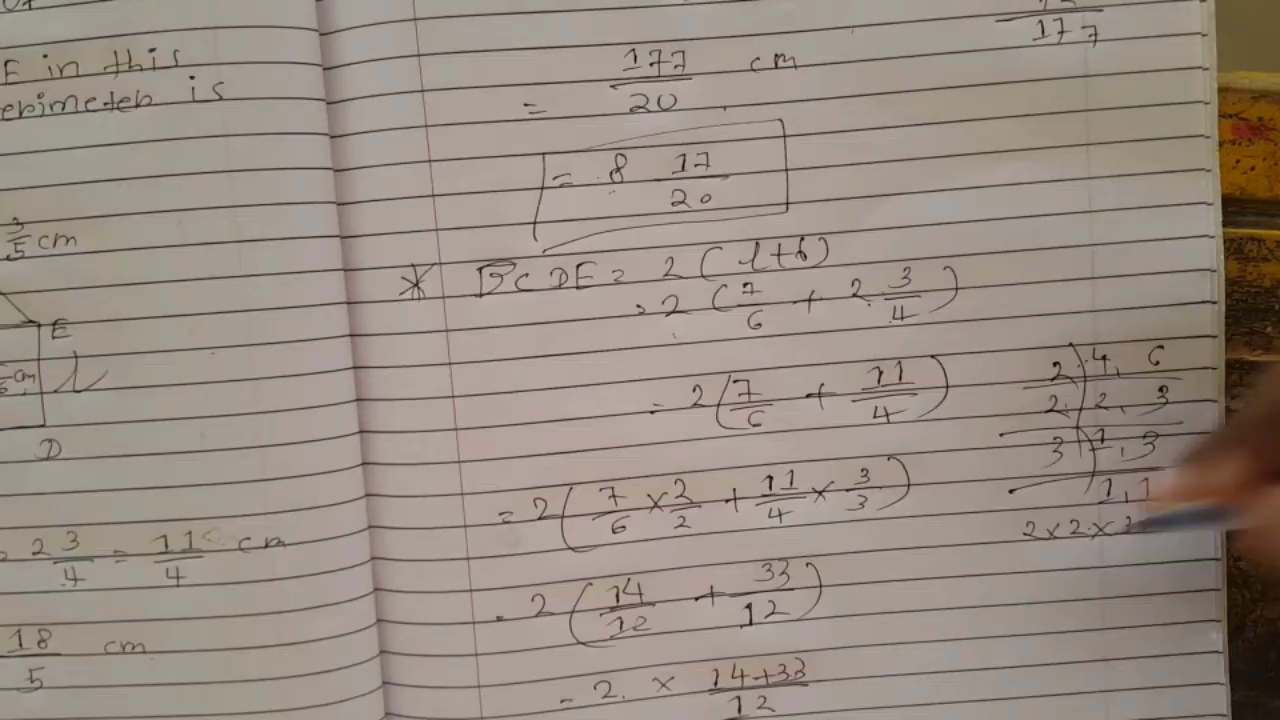 E in this
erimeter is
3/5 cm
E
cm
D
2 3/4 = 11/4 cm
18/5 cm
177
= 177/20 cm
= 8 17/20
* BCDE = 2 (l+b)
= 2 (7/6 + 2 3/4)
= 2 (7/6 + 11/4)
= 2 (7/6 × 2/2 + 11/4 × 3/3)
= 2 (14/12 + 33/12)
= 2 × 14+33/12
2 | 4, 6
2 | 2, 3
3 | 1, 3
1, 1
2×2×3